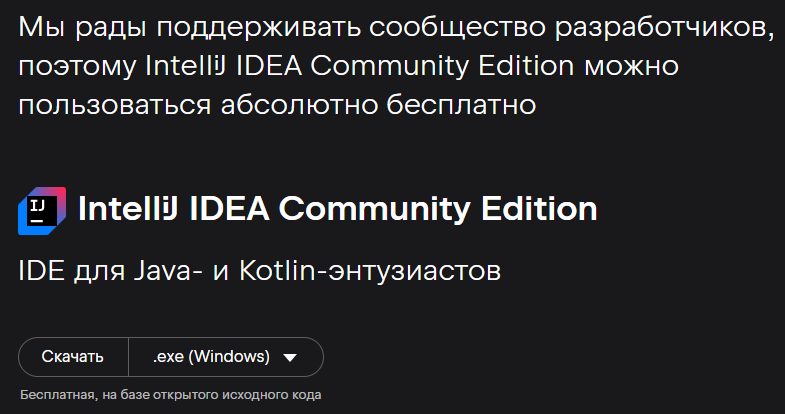 Мы рады поддерживать сообщество разработчиков,
поэтому IntelliJ IDEA Community Edition можно
пользоваться абсолютно бесплатно
IJ
IntelliJ IDEA Community Edition
IDE для Java- и Kotlin-энтузиастов
Скачать .exe (Windows)
Бесплатная, на базе открытого исходного кода